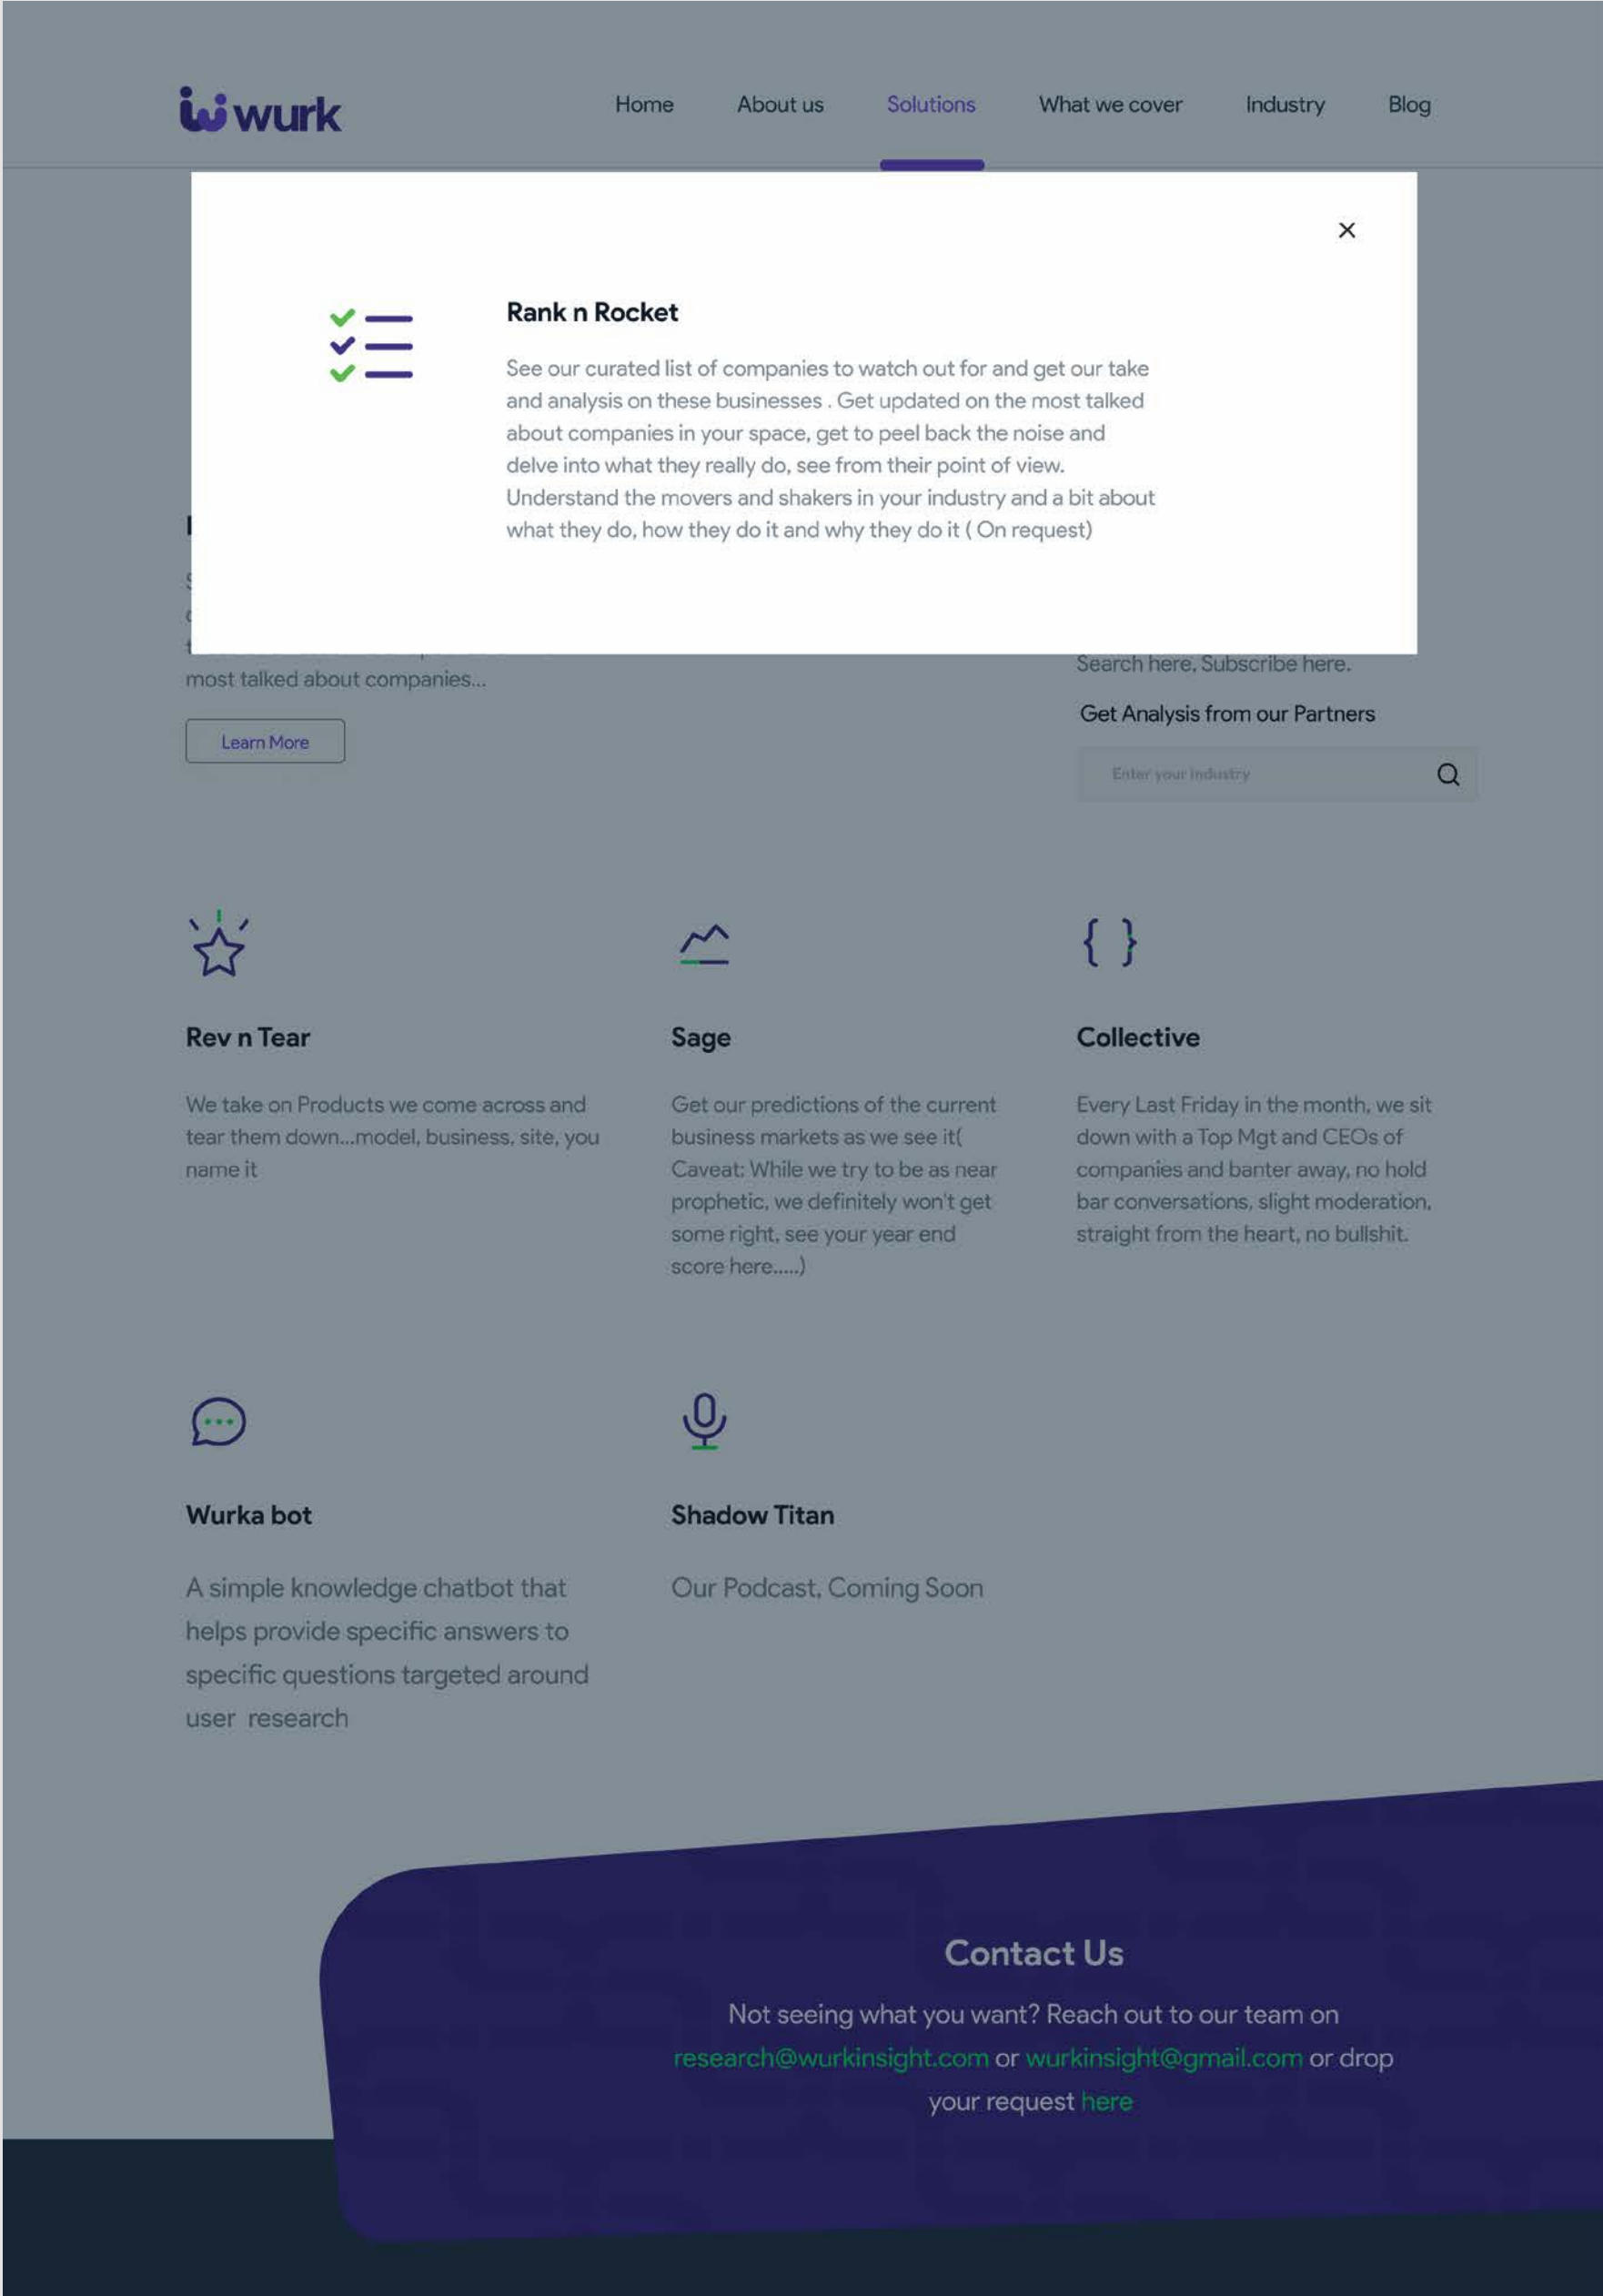 wurk
Home About us Solutions What we cover Industry Blog
Rank n Rocket
See our curated list of companies to watch out for and get our take
and analysis on these businesses . Get updated on the most talked
about companies in your space, get to peel back the noise and
delve into what they really do, see from their point of view.
Understand the movers and shakers in your industry and a bit about
what they do, how they do it and why they do it ( On request)
most talked about companies...
Learn More
Search here, Subscribe here.
Get Analysis from our Partners
Enter your industry
Rev n Tear
We take on Products we come across and
tear them down...model, business, site, you
name it
Sage
Get our predictions of the current
business markets as we see it(
Caveat: While we try to be as near
prophetic, we definitely won't get
some right, see your year end
score here.....)
Collective
Every Last Friday in the month, we sit
down with a Top Mgt and CEOs of
companies and banter away, no hold
bar conversations, slight moderation,
straight from the heart, no bullshit.
Wurka bot
A simple knowledge chatbot that
helps provide specific answers to
specific questions targeted around
user research
Shadow Titan
Our Podcast, Coming Soon
Contact Us
Not seeing what you want? Reach out to our team on
research@wurkinsight.com or wurkinsight@gmail.com or drop
your request here